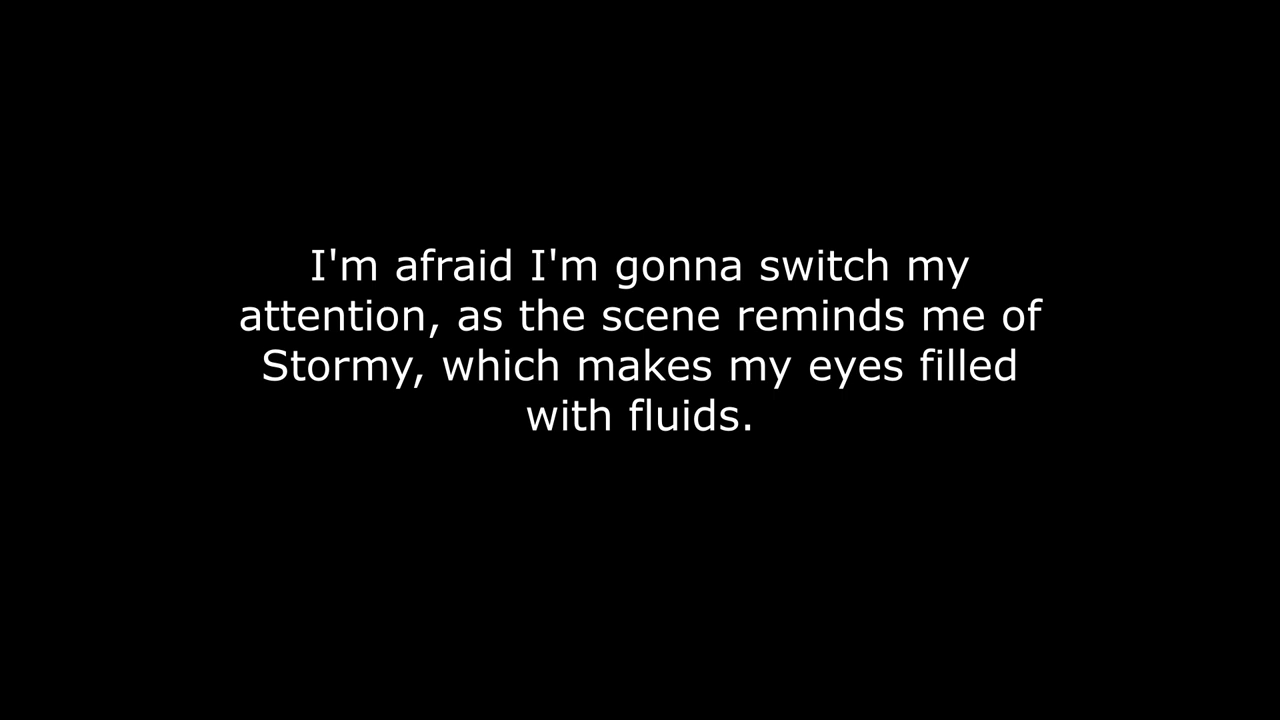 I'm afraid I'm gonna switch my
attention, as the scene reminds me of
Stormy, which makes my eyes filled
with fluids.